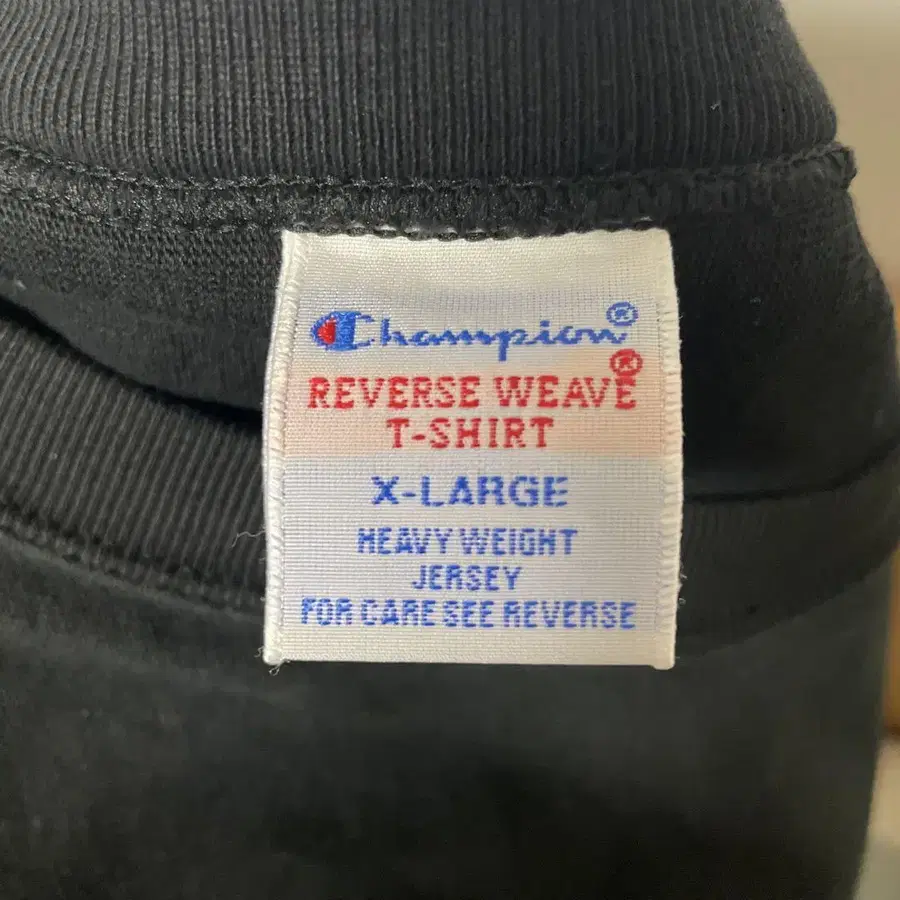 Champion®
REVERSE WEAVE®
T-SHIRT
X-LARGE
HEAVY WEIGHT
JERSEY
FOR CARE SEE REVERSE